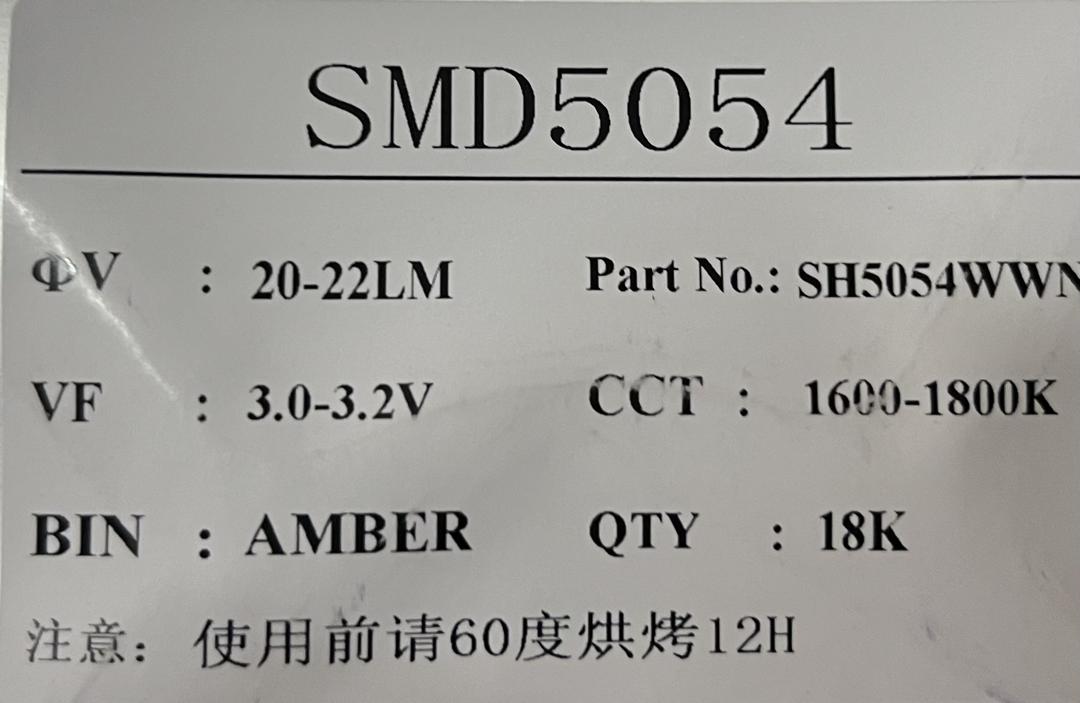 SMD5054
ΦV : 20-22LM Part No.: SH5054WWN
VF : 3.0-3.2V CCT : 1600-1800K
BIN : AMBER QTY : 18K
注意: 使用前请60度烘烤12H